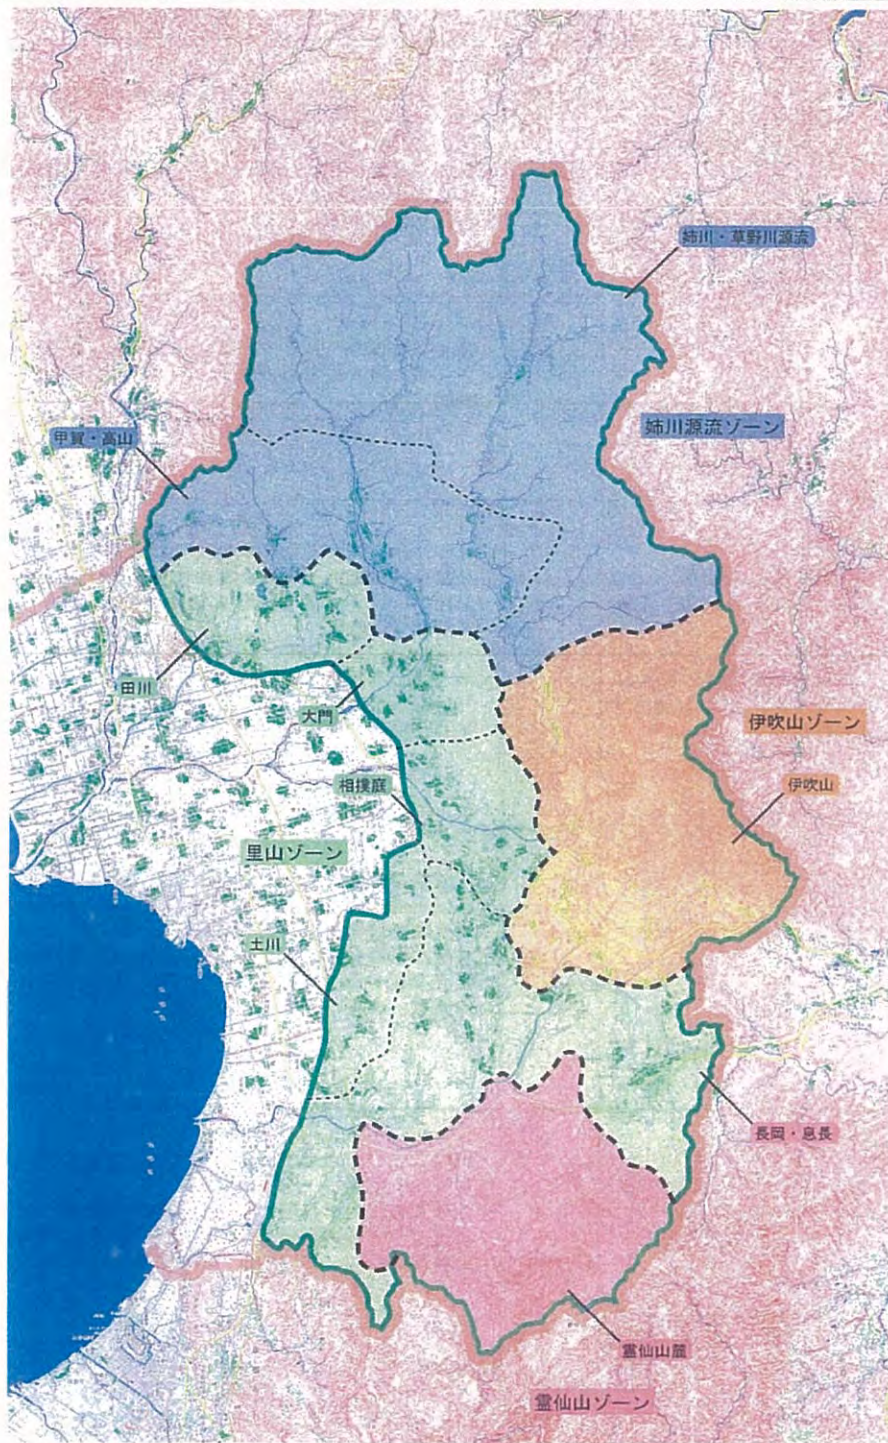 姉川・草野川源流
姉川源流ゾーン
甲賀・高山
田川
大門
伊吹山ゾーン
相撲庭
伊吹山
里山ゾーン
土川
長岡・息長
霊仙山麓
霊仙山ゾーン